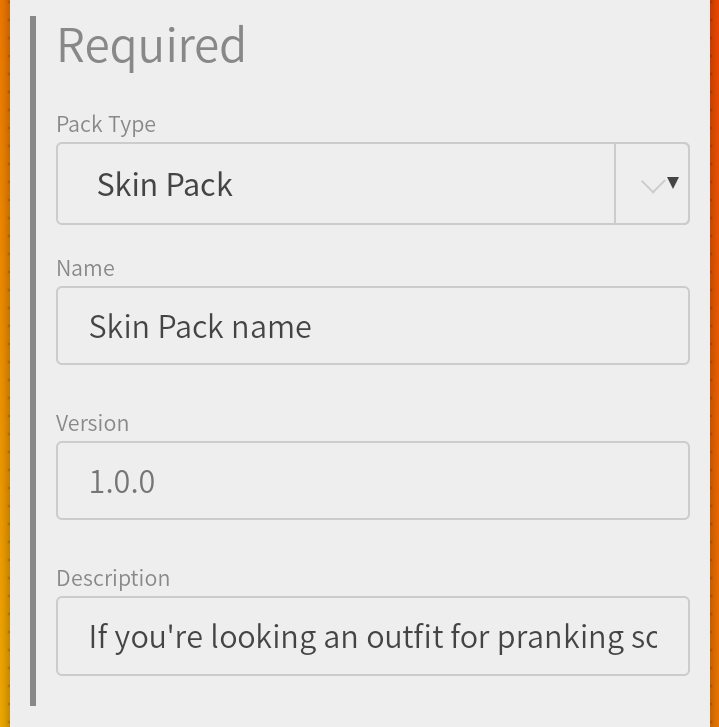 Required
Pack Type
Skin Pack
Name
Skin Pack name
Version
1.0.0
Description
If you're looking an outfit for pranking